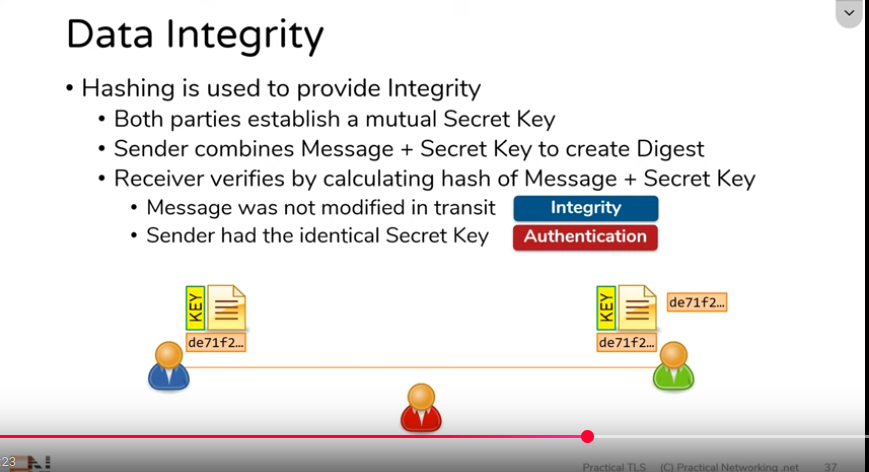 Data Integrity
• Hashing is used to provide Integrity
• Both parties establish a mutual Secret Key
• Sender combines Message + Secret Key to create Digest
• Receiver verifies by calculating hash of Message + Secret Key
• Message was not modified in transit Integrity
• Sender had the identical Secret Key Authentication
KEY KEY de71f2...
de71f2... de71f2...
:23
Practical TLS (C) Practical Networking .net 37